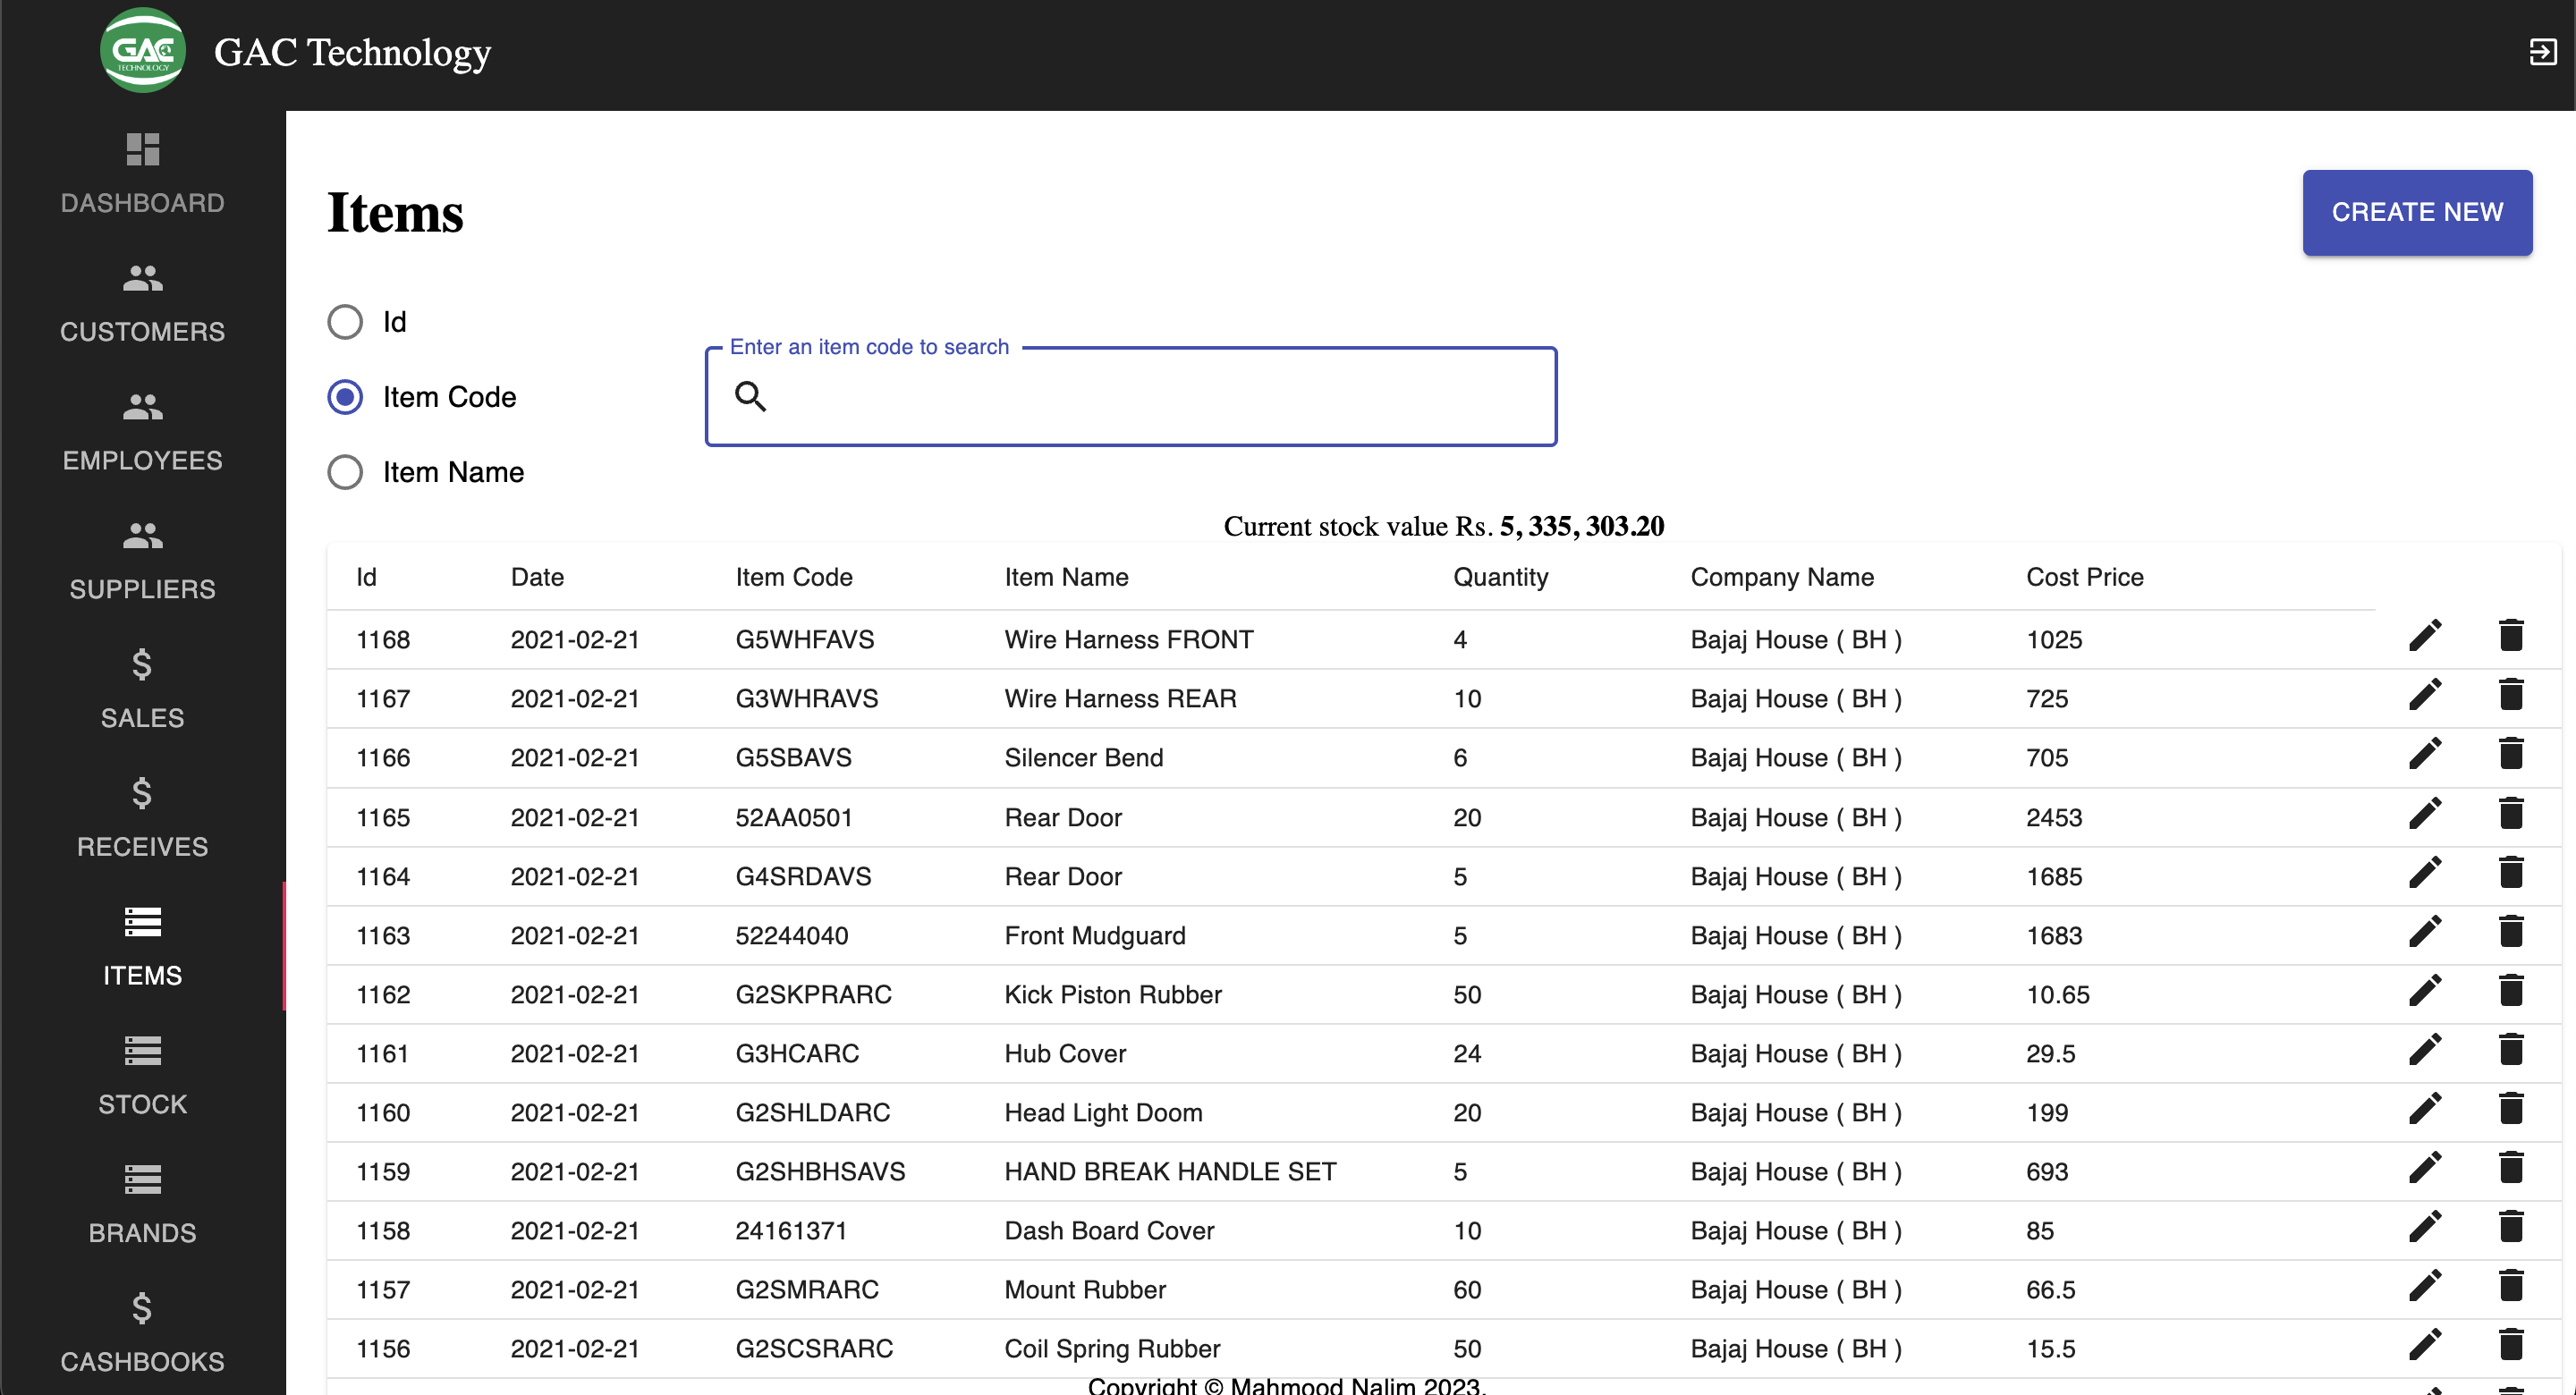 GAC
TECHNOLOGY
GAC Technology
DASHBOARD
CUSTOMERS
EMPLOYEES
SUPPLIERS
SALES
RECEIVES
ITEMS
STOCK
BRANDS
CASHBOOKS
Items
CREATE NEW
Id
Item Code
Item Name
Enter an item code to search
Current stock value Rs. 5, 335, 303.20
Id Date Item Code Item Name Quantity Company Name Cost Price
1168 2021-02-21 G5WHFAVS Wire Harness FRONT 4 Bajaj House ( BH ) 1025
1167 2021-02-21 G3WHRAVS Wire Harness REAR 10 Bajaj House ( BH ) 725
1166 2021-02-21 G5SBAVS Silencer Bend 6 Bajaj House ( BH ) 705
1165 2021-02-21 52AA0501 Rear Door 20 Bajaj House ( BH ) 2453
1164 2021-02-21 G4SRDAVS Rear Door 5 Bajaj House ( BH ) 1685
1163 2021-02-21 52244040 Front Mudguard 5 Bajaj House ( BH ) 1683
1162 2021-02-21 G2SKPRARC Kick Piston Rubber 50 Bajaj House ( BH ) 10.65
1161 2021-02-21 G3HCARC Hub Cover 24 Bajaj House ( BH ) 29.5
1160 2021-02-21 G2SHLDARC Head Light Doom 20 Bajaj House ( BH ) 199
1159 2021-02-21 G2SHBHSAVS HAND BREAK HANDLE SET 5 Bajaj House ( BH ) 693
1158 2021-02-21 24161371 Dash Board Cover 10 Bajaj House ( BH ) 85
1157 2021-02-21 G2SMRARC Mount Rubber 60 Bajaj House ( BH ) 66.5
1156 2021-02-21 G2SCSRARC Coil Spring Rubber 50 Bajaj House ( BH ) 15.5
Copyright © Mahmood Nalim 2023.